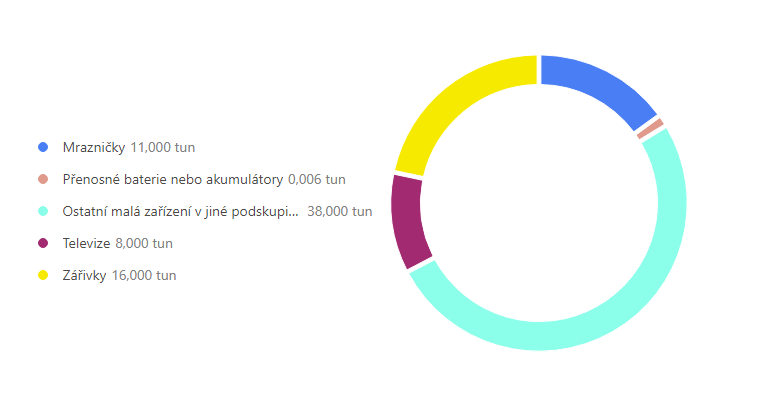 Mrazničky 11,000 tun
Přenosné baterie nebo akumulátory 0,006 tun
Ostatní malá zařízení v jiné podskupi... 38,000 tun
Televize 8,000 tun
Zářivky 16,000 tun